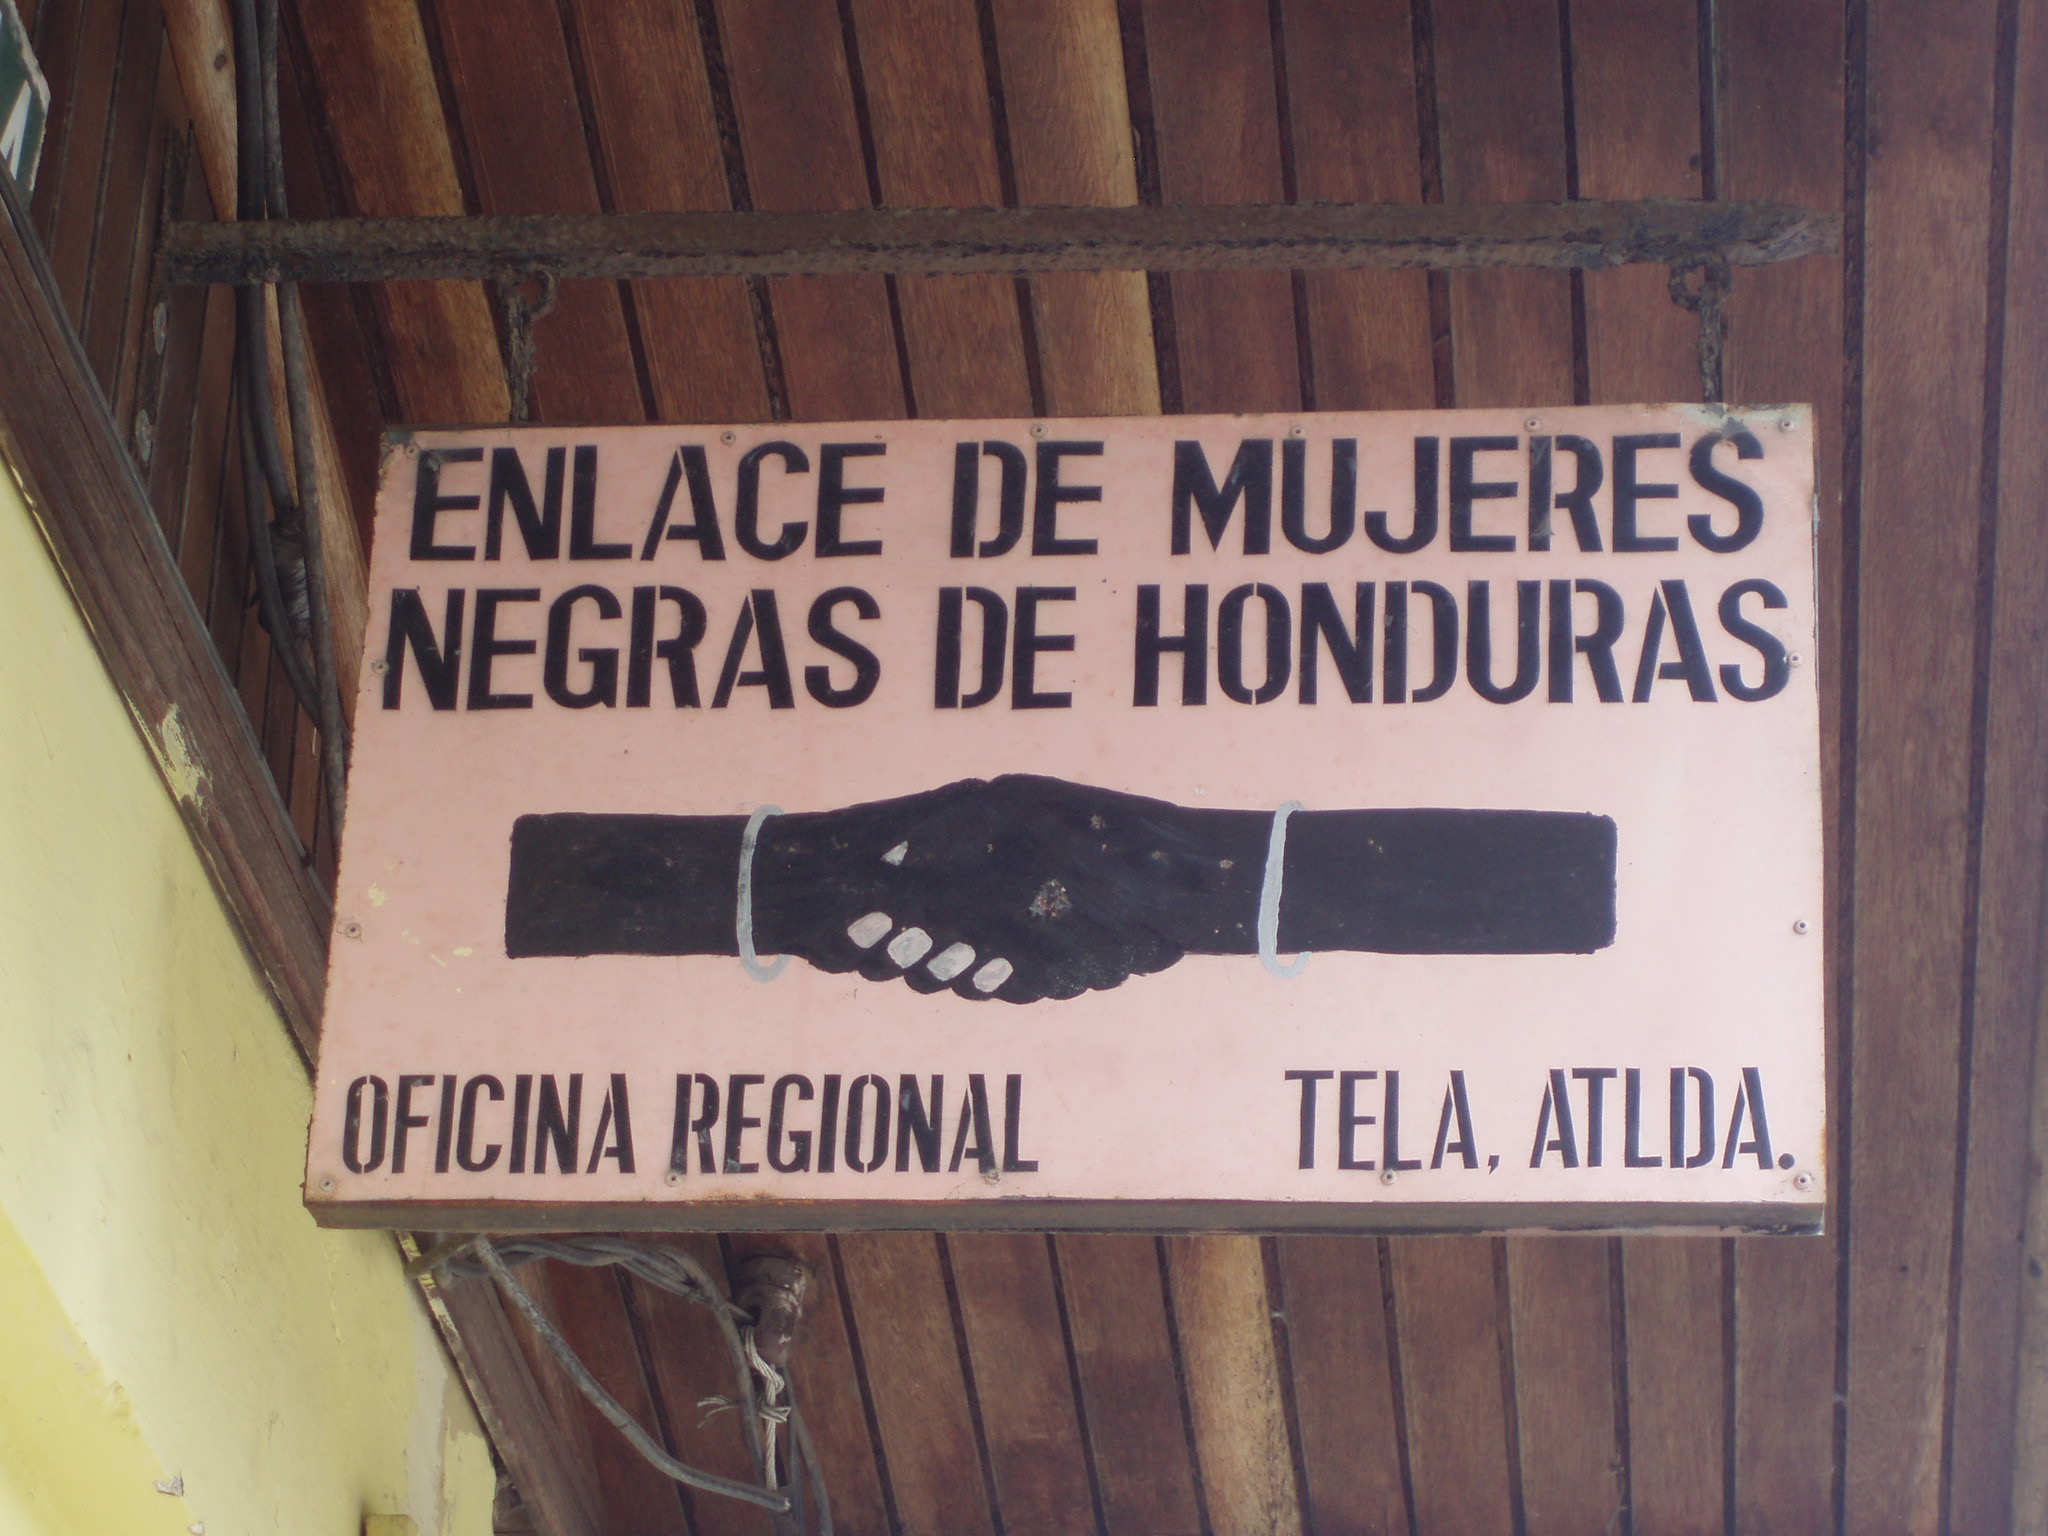 ENLACE DE MUJERES
NEGRAS DE HONDURAS
OFICINA REGIONAL TELA, ATLDA.